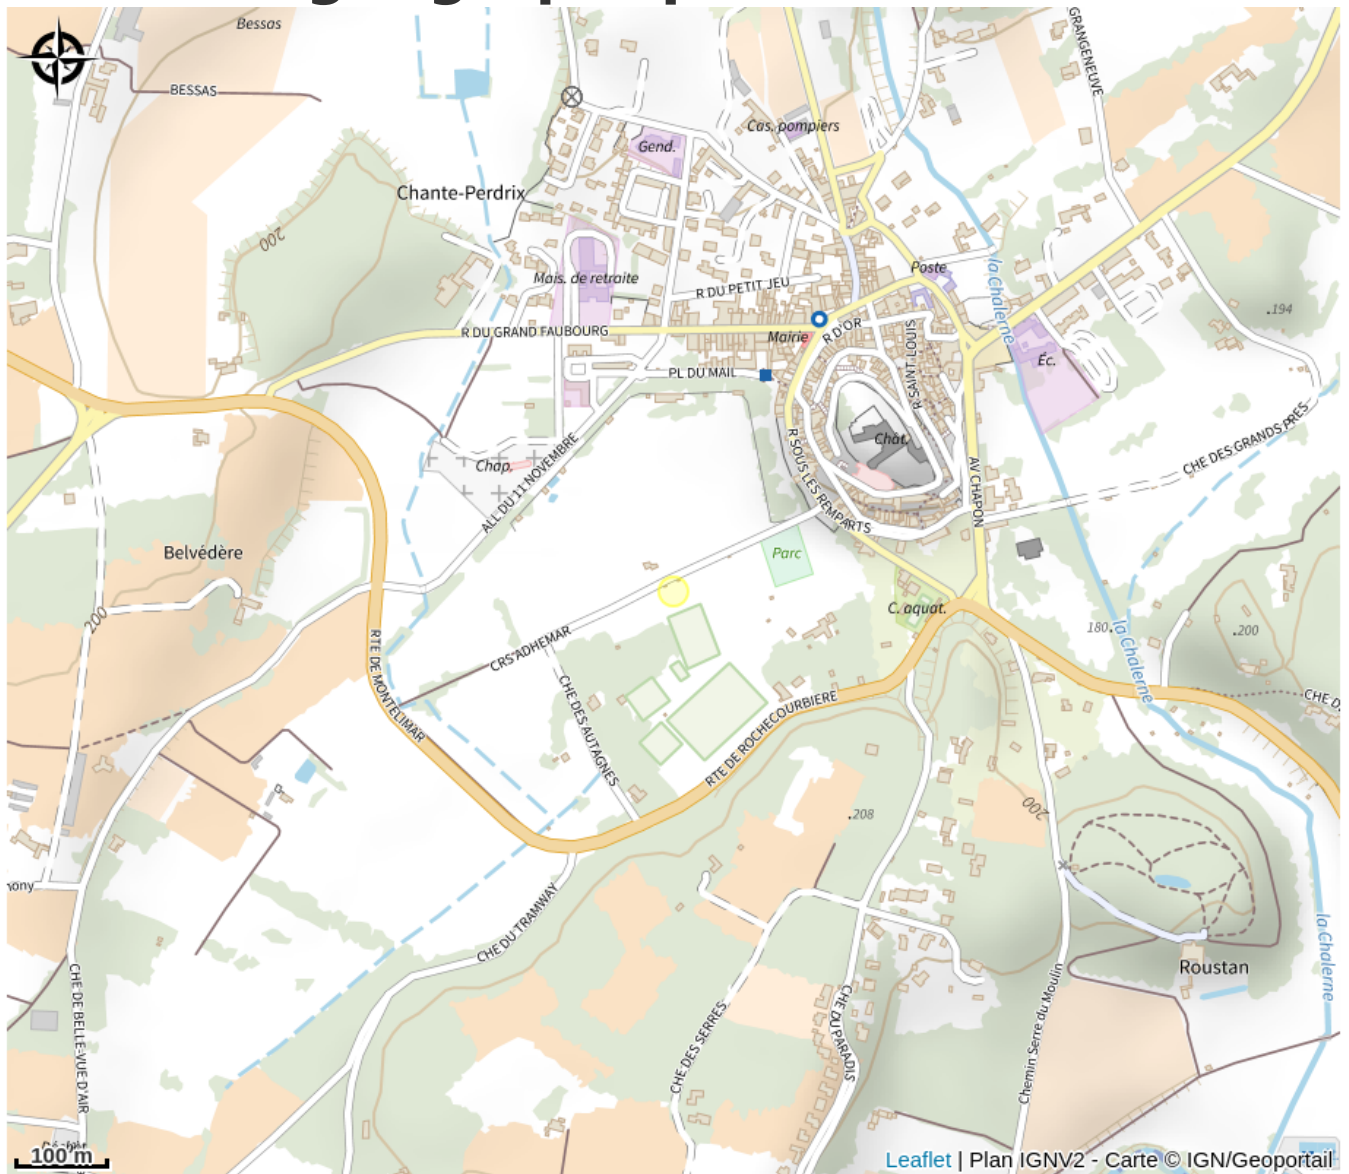 Bessas
GRANGENEUVE
BESSAS
Cas. pompiers
Gend.
Chante-Perdrix
200
la Chalerne
Poste
Mais. de retraite
R DU PETIT JEU
.194
R DU GRAND FAUBOURG
Mairie
R D'OR
R SAINT-LOUIS
Éc.
PL DU MAIL
Chât.
CHE DES GRANDS PRES
R SOUS LES REMPARTS
AV CHAPON
Chap.
ALL DU 11 NOVEMBRE
Belvédère
Parc
200
C. aquat.
180.
la Chalerne
.200
CRS ADHEMAR
RTE DE MONTELIMAR
CHE DES AUTAGNES
RTE DE ROCHECOURBIERE
CHE D.
200
.208
CHE DU TRAMWAY
la Chalerne
Roustan
CHE DE BELLE-VUE D'AIR
CHE DES SERRES
CHE DU PARADIS
Chemin Serre du Moulin
100 m
Leaflet | Plan IGNV2 - Carte © IGN/Geoportail